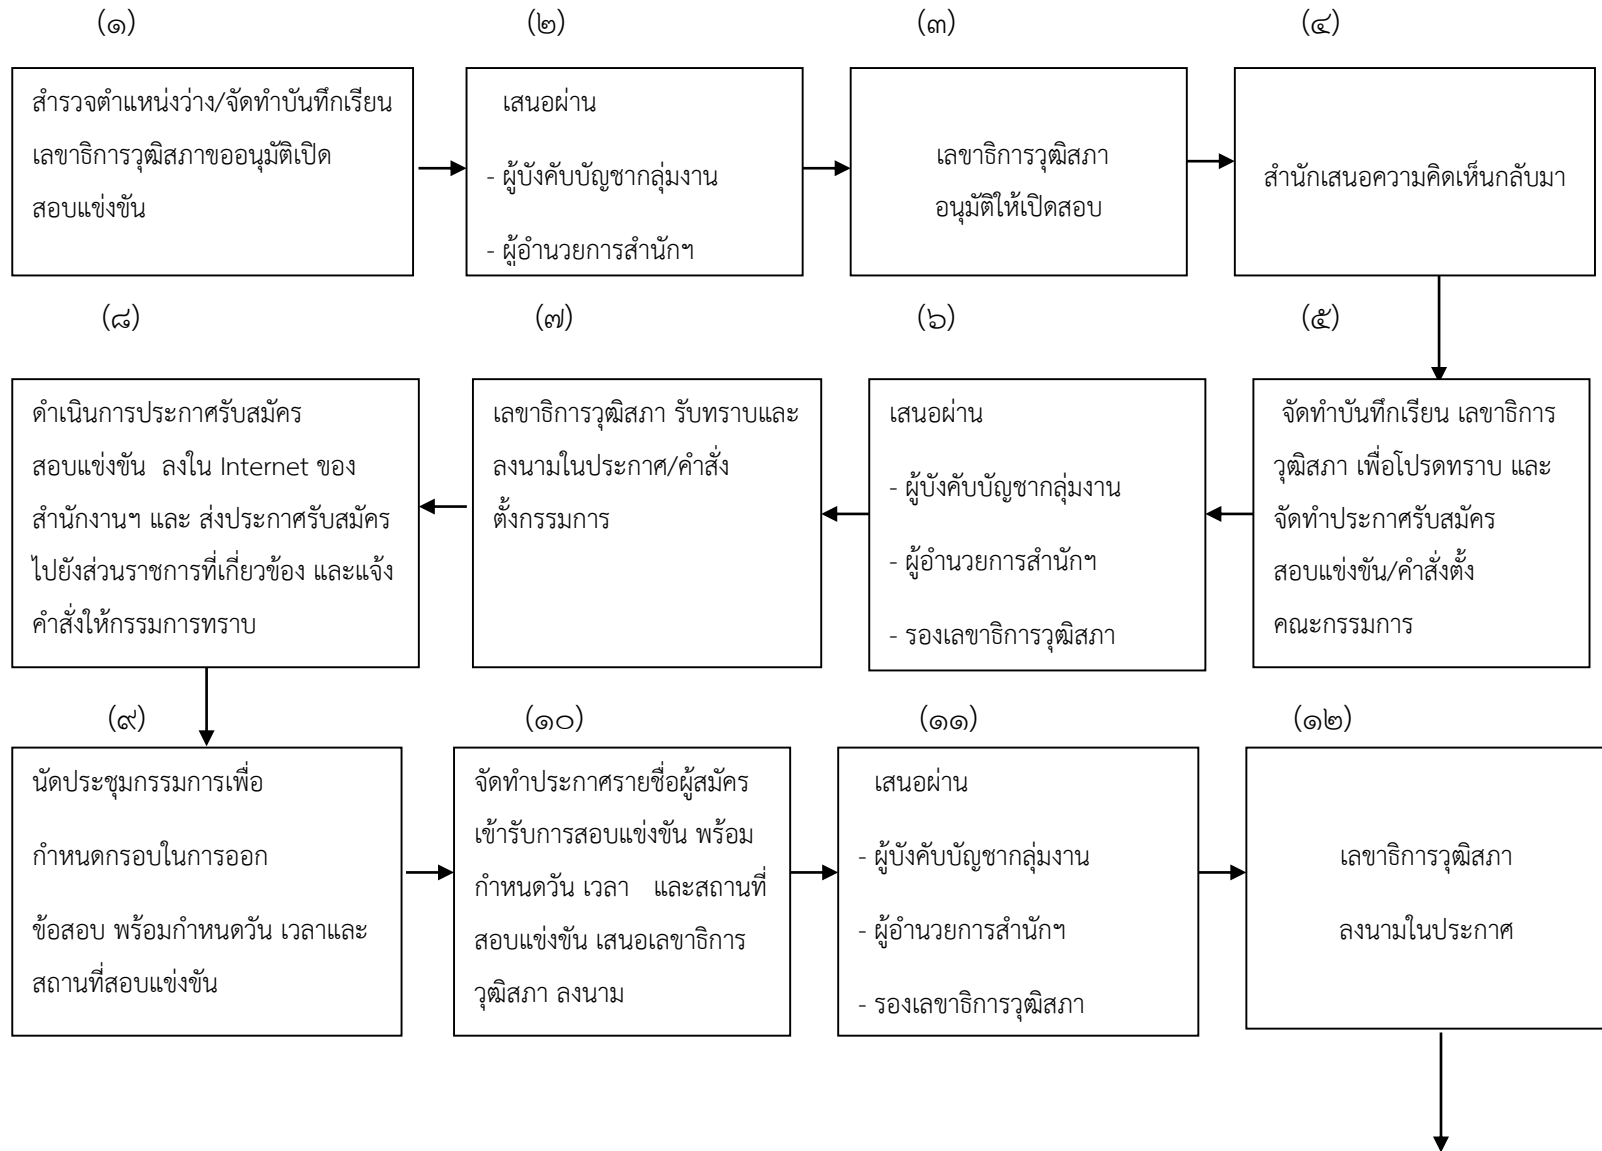 (๑)
(๒)
(๓)
(๔)
สำรวจตำแหน่งว่าง/จัดทำบันทึกเรียน
เลขาธิการวุฒิสภาขออนุมัติเปิด
สอบแข่งขัน
เสนอผ่าน
- ผู้บังคับบัญชากลุ่มงาน
- ผู้อำนวยการสำนักฯ
เลขาธิการวุฒิสภา
อนุมัติให้เปิดสอบ
สำนักเสนอความคิดเห็นกลับมา
(๘)
(๗)
(๖)
(๕)
ดำเนินการประกาศรับสมัคร
สอบแข่งขัน ลงใน Internet ของ
สำนักงานฯ และ ส่งประกาศรับสมัคร
ไปยังส่วนราชการที่เกี่ยวข้อง และแจ้ง
คำสั่งให้กรรมการทราบ
เลขาธิการวุฒิสภา รับทราบและ
ลงนามในประกาศ/คำสั่ง
ตั้งกรรมการ
เสนอผ่าน
- ผู้บังคับบัญชากลุ่มงาน
- ผู้อำนวยการสำนักฯ
- รองเลขาธิการวุฒิสภา
จัดทำบันทึกเรียน เลขาธิการ
วุฒิสภา เพื่อโปรดทราบ และ
จัดทำประกาศรับสมัคร
สอบแข่งขัน/คำสั่งตั้ง
คณะกรรมการ
(๙)
(๑๐)
(๑๑)
(๑๒)
นัดประชุมกรรมการเพื่อ
กำหนดกรอบในการออก
ข้อสอบ พร้อมกำหนดวัน เวลาและ
สถานที่สอบแข่งขัน
จัดทำประกาศรายชื่อผู้สมัคร
เข้ารับการสอบแข่งขัน พร้อม
กำหนดวัน เวลา และสถานที่
สอบแข่งขัน เสนอเลขาธิการ
วุฒิสภา ลงนาม
เสนอผ่าน
- ผู้บังคับบัญชากลุ่มงาน
- ผู้อำนวยการสำนักฯ
- รองเลขาธิการวุฒิสภา
เลขาธิการวุฒิสภา
ลงนามในประกาศ